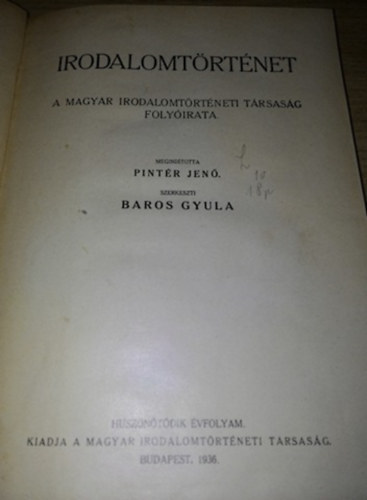 IRODALOMTÖRTÉNET
A MAGYAR IRODALOMTÖRTÉNETI TÁRSASÁG
FOLYÓIRATA.
MEGINDÍTOTTA
PINTÉR JENŐ.
SZERKESZTI
BAROS GYULA
HUSZONÖTÖDIK ÉVFOLYAM.
KIADJA A MAGYAR IRODALOMTÖRTÉNETI TÁRSASÁG.
BUDAPEST, 1936.